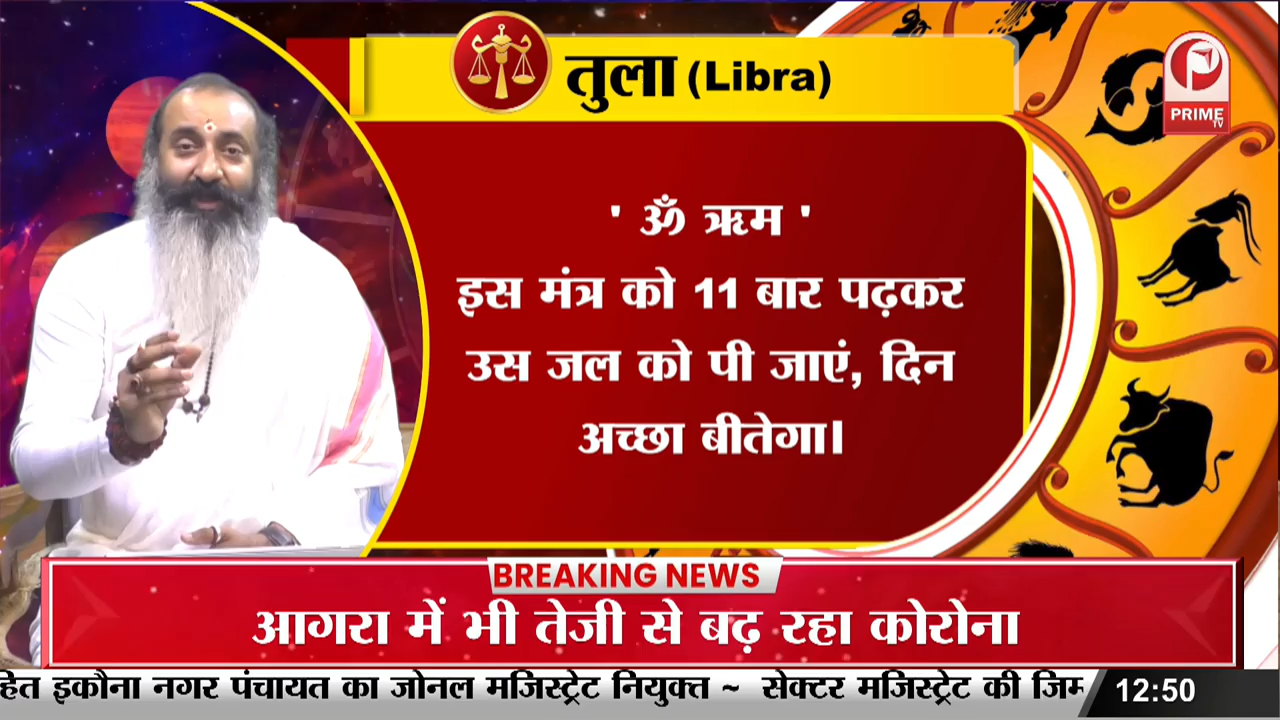 तुला (Libra)
PRIME
TV
' ॐ ऋम '
इस मंत्र को 11 बार पढ़कर
उस जल को पी जाएं, दिन
अच्छा बीतेगा।
BREAKING NEWS
आगरा में भी तेजी से बढ़ रहा कोरोना
इकौना नगर पंचायत का जोनल मजिस्ट्रेट नियुक्त ~ सेक्टर मजिस्ट्रेट की
12:50